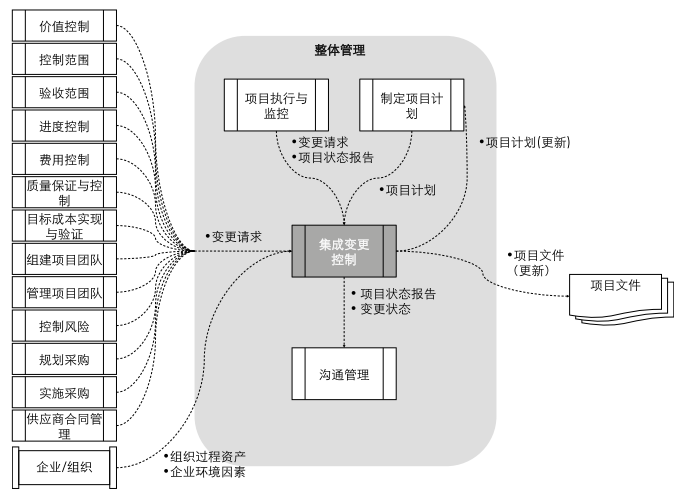 价值控制
控制范围
验收范围
进度控制
费用控制
质量保证与控
制
目标成本实现
与验证
组建项目团队
管理项目团队
控制风险
规划采购
实施采购
供应商合同管
理
企业/组织
整体管理
项目执行与
监控
制定项目计
划
•变更请求
•项目状态报告
•项目计划
•项目计划(更新)
•变更请求
集成变更
控制
•项目文件
（更新）
项目文件
• 项目状态报告
• 变更状态
沟通管理
•组织过程资产
•企业环境因素